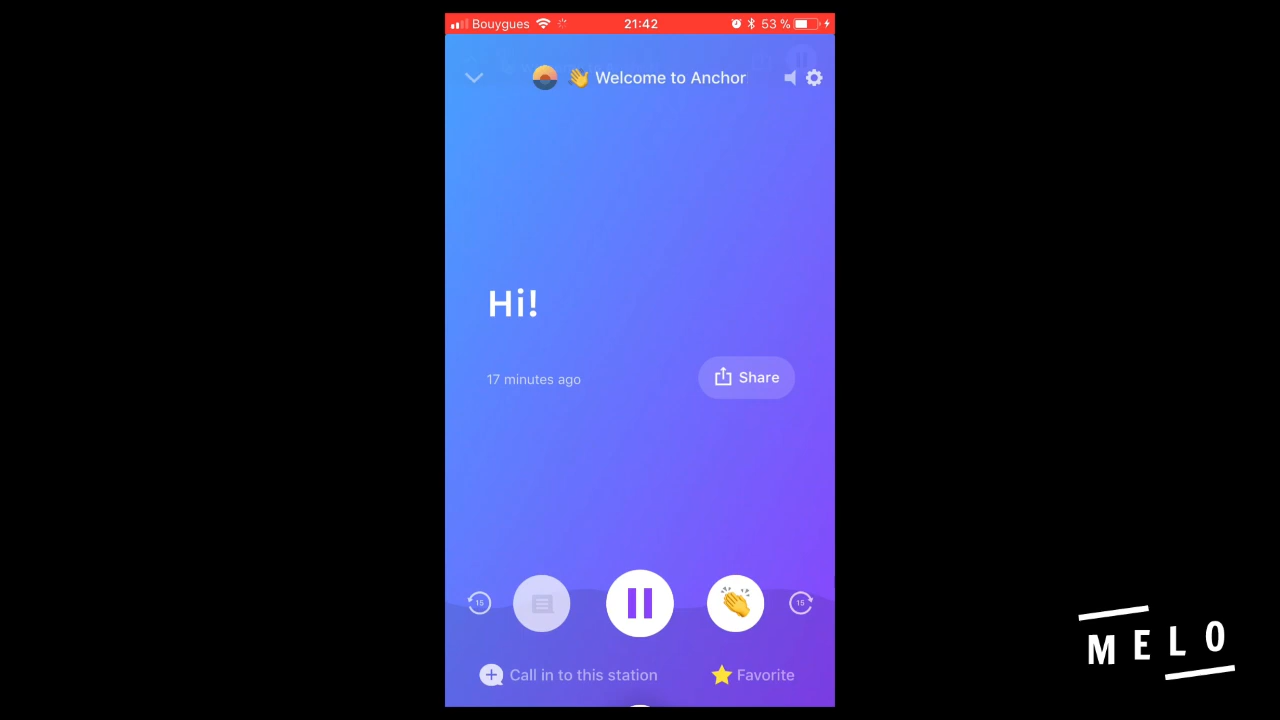 Bouygues 21:42 53 %
👋 Welcome to Anchor
Hi!
17 minutes ago
Share
15
15
Call in to this station
Favorite
MELO